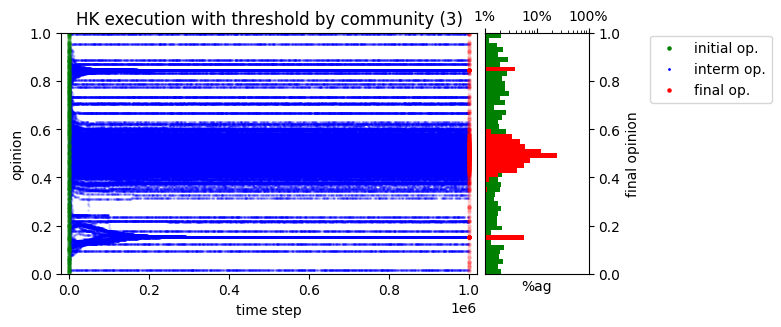 HK execution with threshold by community (3)
1% 10% 100%
1.0
0.8
0.6
0.4
0.2
0.0
opinion
0.0 0.2 0.4 0.6 0.8 1.0
1e6
time step
%ag
1.0
0.8
0.6
0.4
0.2
0.0
final opinion
initial op.
interm op.
final op.